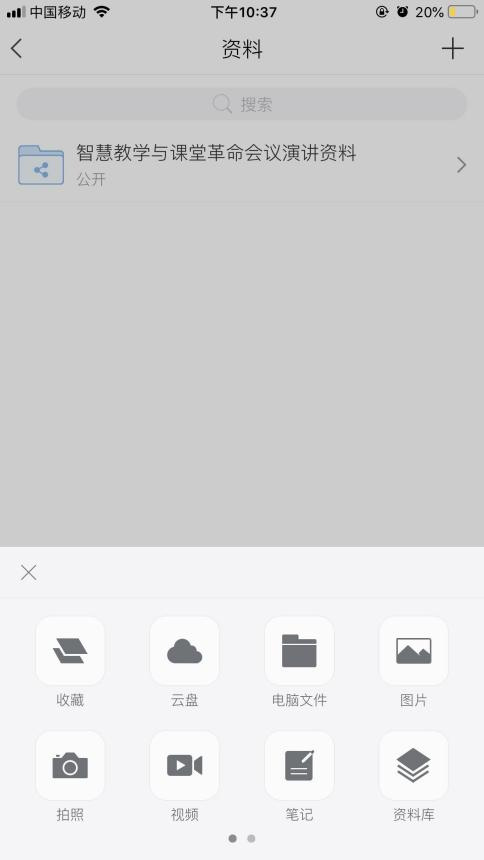 中国移动
下午10:37
20%
资料
搜索
智慧教学与课堂革命会议演讲资料
公开
收藏
云盘
电脑文件
图片
拍照
视频
笔记
资料库